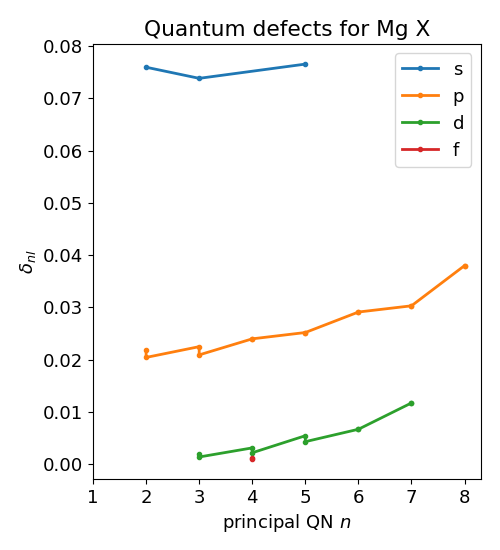 Quantum defects for Mg X
0.08
0.07
0.06
0.05
0.04
0.03
0.02
0.01
0.00
δnl
1 2 3 4 5 6 7 8
principal QN n
s
p
d
f